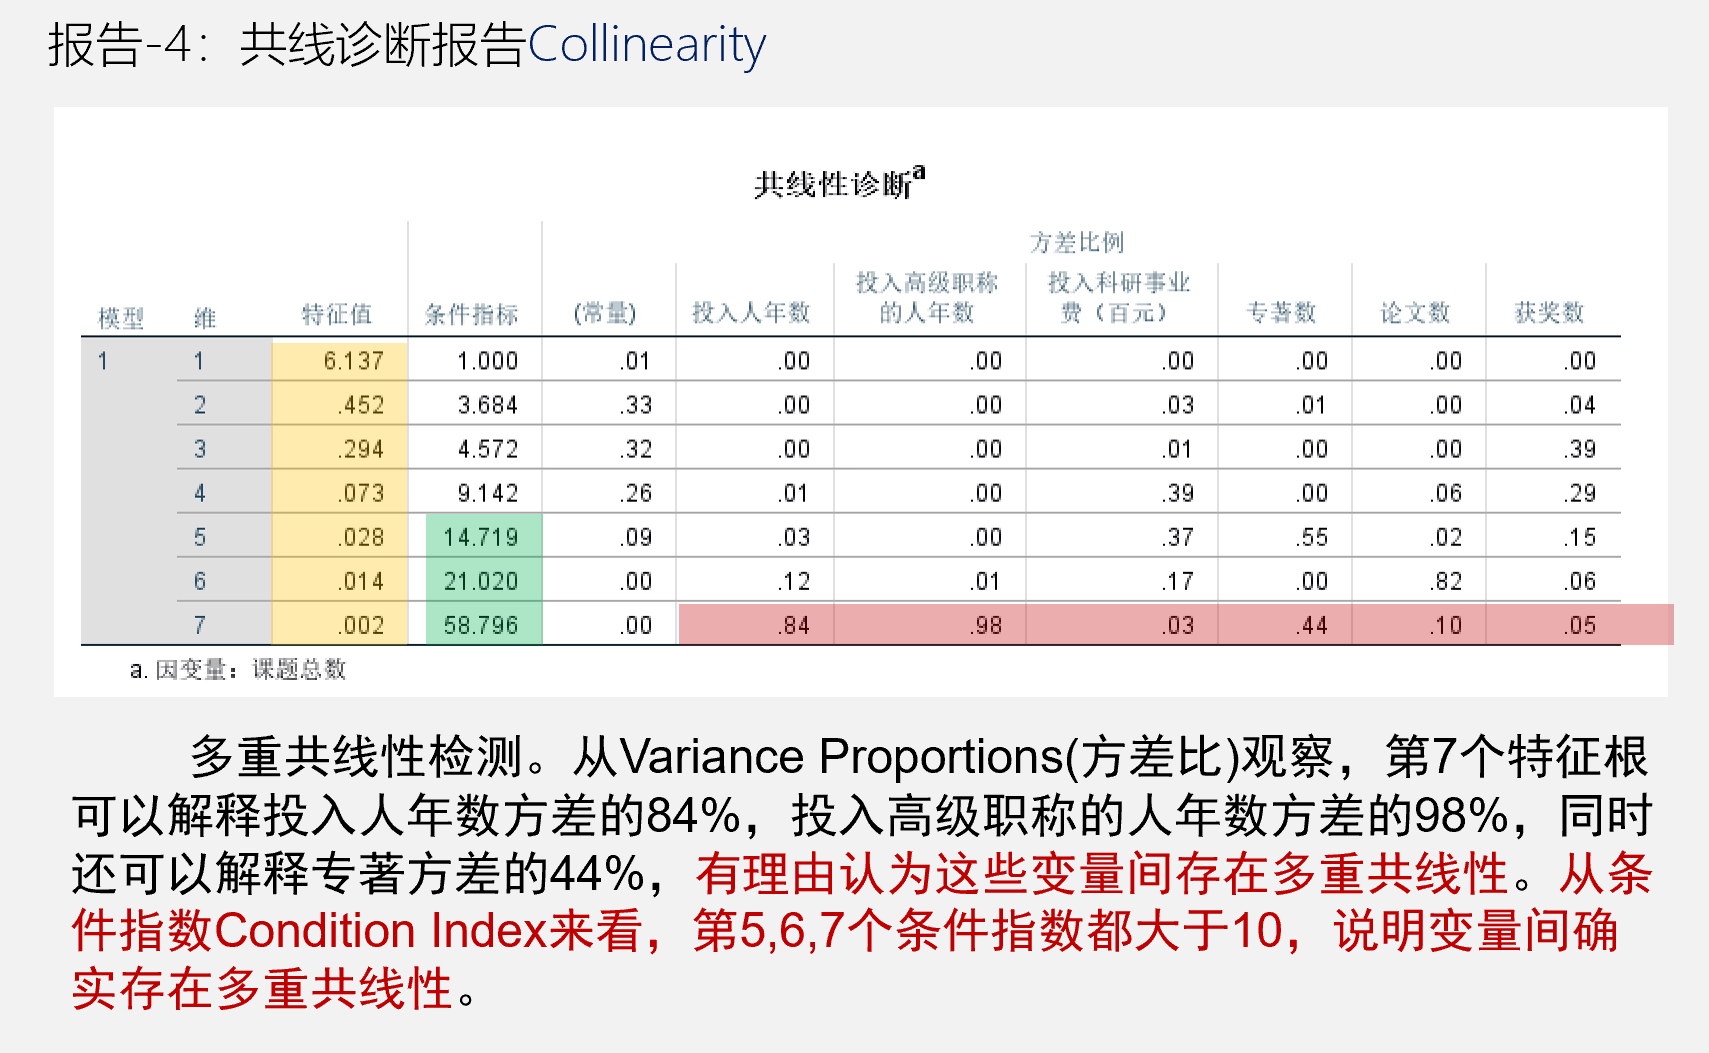 报告-4：共线诊断报告Collinearity
共线性诊断a
方差比例
模型 维 特征值 条件指标 (常量) 投入人年数 投入高级职称的人年数 投入科研事业费（百元） 专著数 论文数 获奖数
1 1 6.137 1.000 .01 .00 .00 .00 .00 .00 .00
2 .452 3.684 .33 .00 .00 .03 .01 .00 .04
3 .294 4.572 .32 .00 .00 .01 .00 .00 .39
4 .073 9.142 .26 .01 .00 .39 .00 .06 .29
5 .028 14.719 .09 .03 .00 .37 .55 .02 .15
6 .014 21.020 .00 .12 .01 .17 .00 .82 .06
7 .002 58.796 .00 .84 .98 .03 .44 .10 .05
a. 因变量：课题总数
多重共线性检测。从Variance Proportions(方差比)观察，第7个特征根
可以解释投入人年数方差的84%，投入高级职称的人年数方差的98%，同时
还可以解释专著方差的44%，有理由认为这些变量间存在多重共线性。从条
件指数Condition Index来看，第5,6,7个条件指数都大于10，说明变量间确
实存在多重共线性。